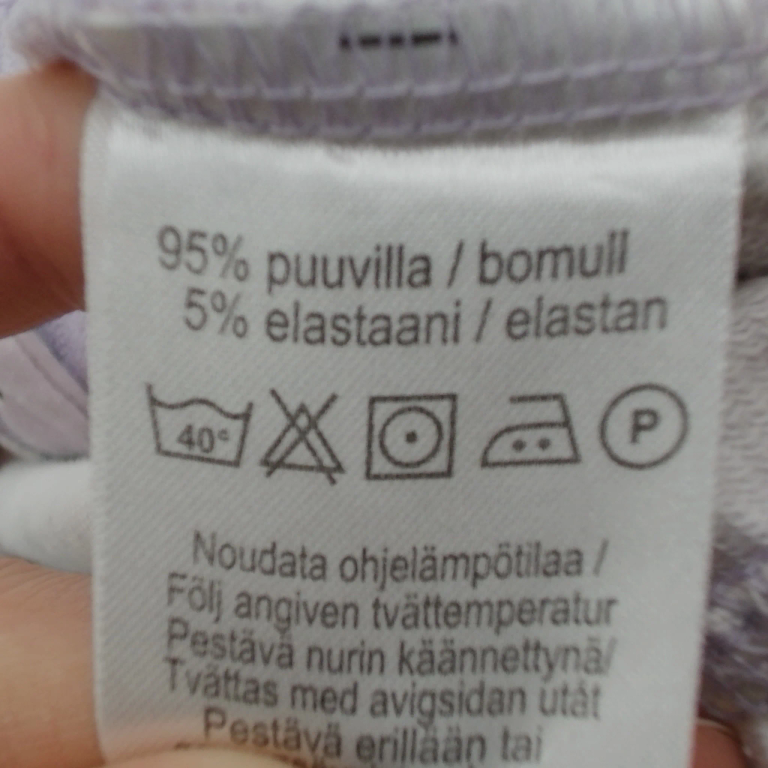 95% puuvilla / bomull
5% elastaani / elastan
40° P
Noudata ohjelämpötilaa /
Följ angiven tvättemperatur
Pestävä nurin käännettynä/
Tvättas med avigsidan utåt
Pestävä erillään tai